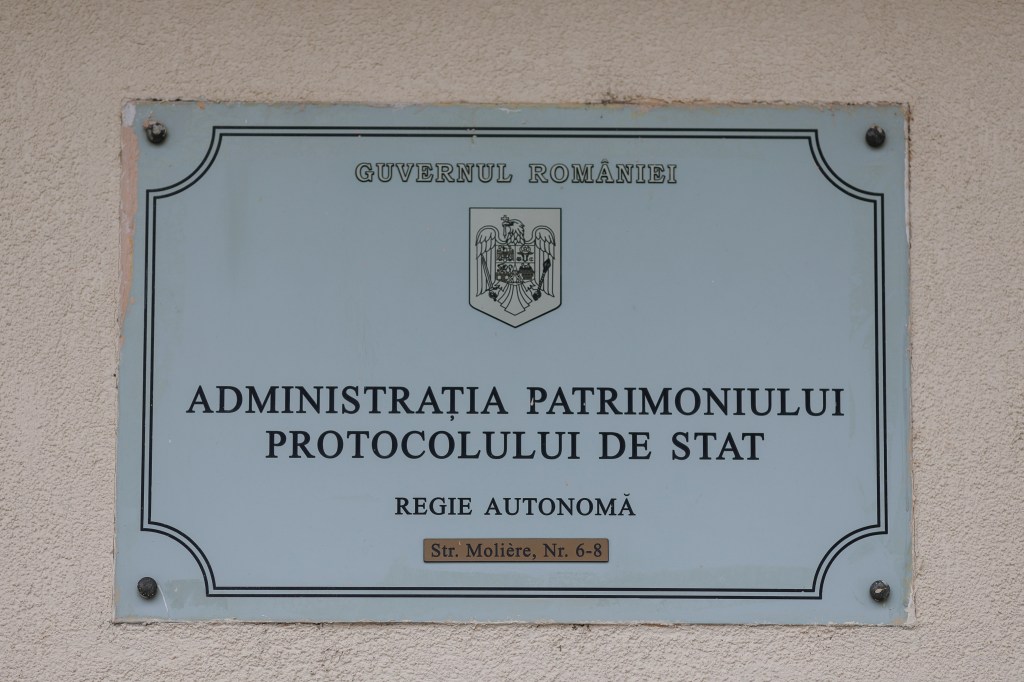 GUVERNUL ROMÂNIEI
ADMINISTRAȚIA PATRIMONIULUI
PROTOCOLULUI DE STAT
REGIE AUTONOMĂ
Str. Molière, Nr. 6-8